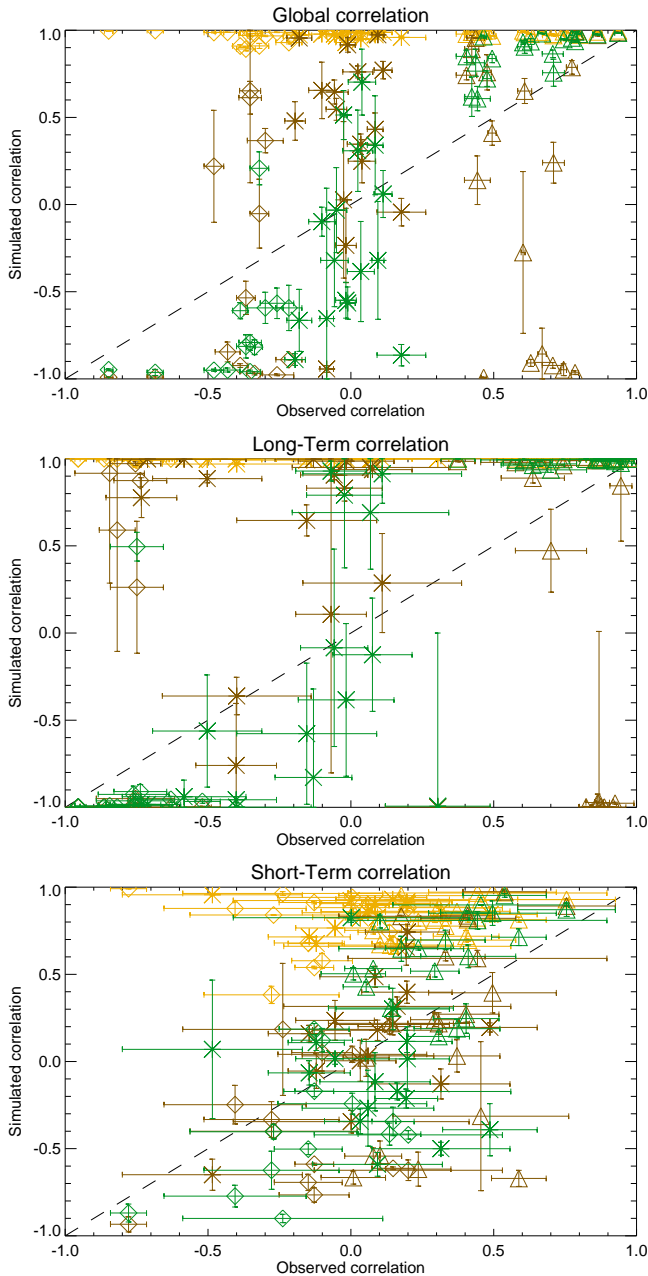 Global correlation
1.0
0.5
0.0
-0.5
-1.0
Simulated correlation
-1.0 -0.5 0.0 0.5 1.0
Observed correlation
Long-Term correlation
1.0
0.5
0.0
-0.5
-1.0
Simulated correlation
-1.0 -0.5 0.0 0.5 1.0
Observed correlation
Short-Term correlation
1.0
0.5
0.0
-0.5
-1.0
Simulated correlation
-1.0 -0.5 0.0 0.5 1.0
Observed correlation